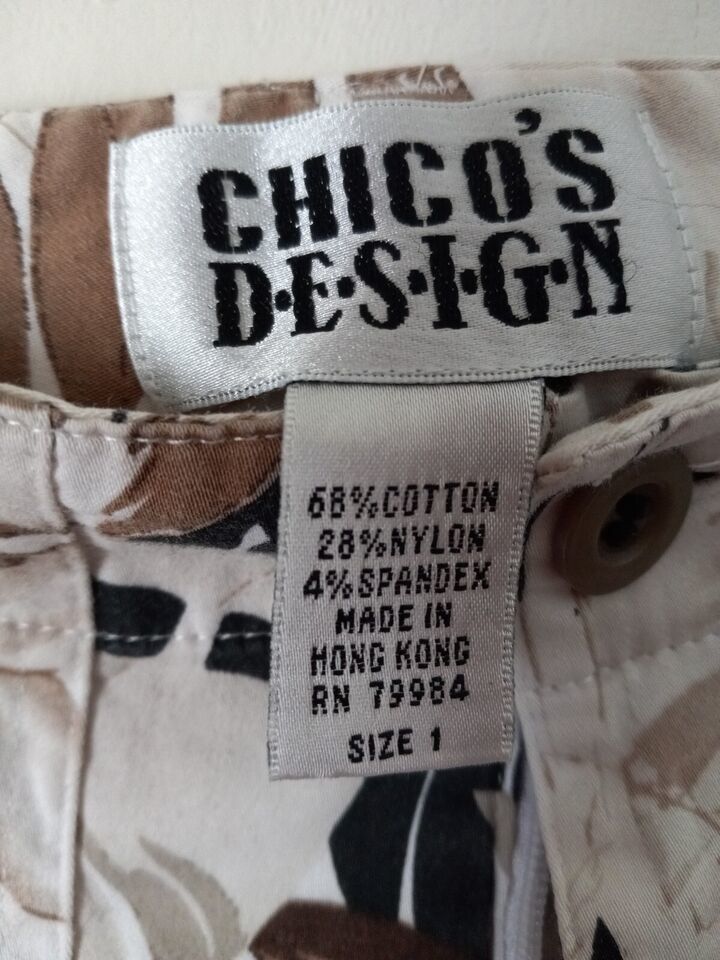 CHICO'S
D·E·S·I·G·N
68%COTTON
28%NYLON
4%SPANDEX
MADE IN
HONG KONG
RN 79984
SIZE 1